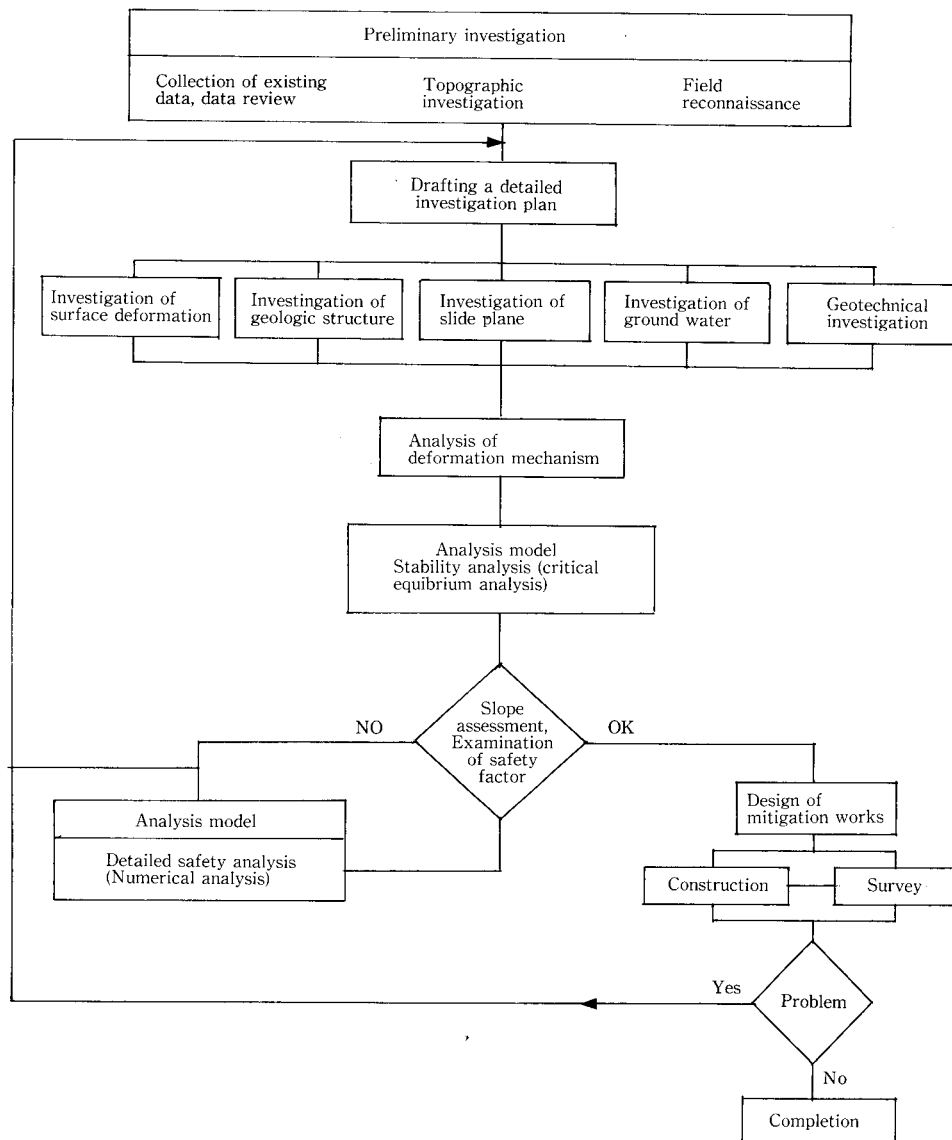 Preliminary investigation
Collection of existing
data, data review
Topographic
investigation
Field
reconnaissance
Drafting a detailed
investigation plan
Investigation of
surface deformation
Investingation of
geologic structure
Investigation of
slide plane
Investigation of
ground water
Geotechnical
investigation
Analysis of
deformation mechanism
Analysis model
Stability analysis (critical
equibrium analysis)
Slope
assessment,
Examination
of safety
factor
NO
OK
Analysis model
Detailed safety analysis
(Numerical analysis)
Design of
mitigation works
Construction
Survey
Problem
Yes
No
Completion